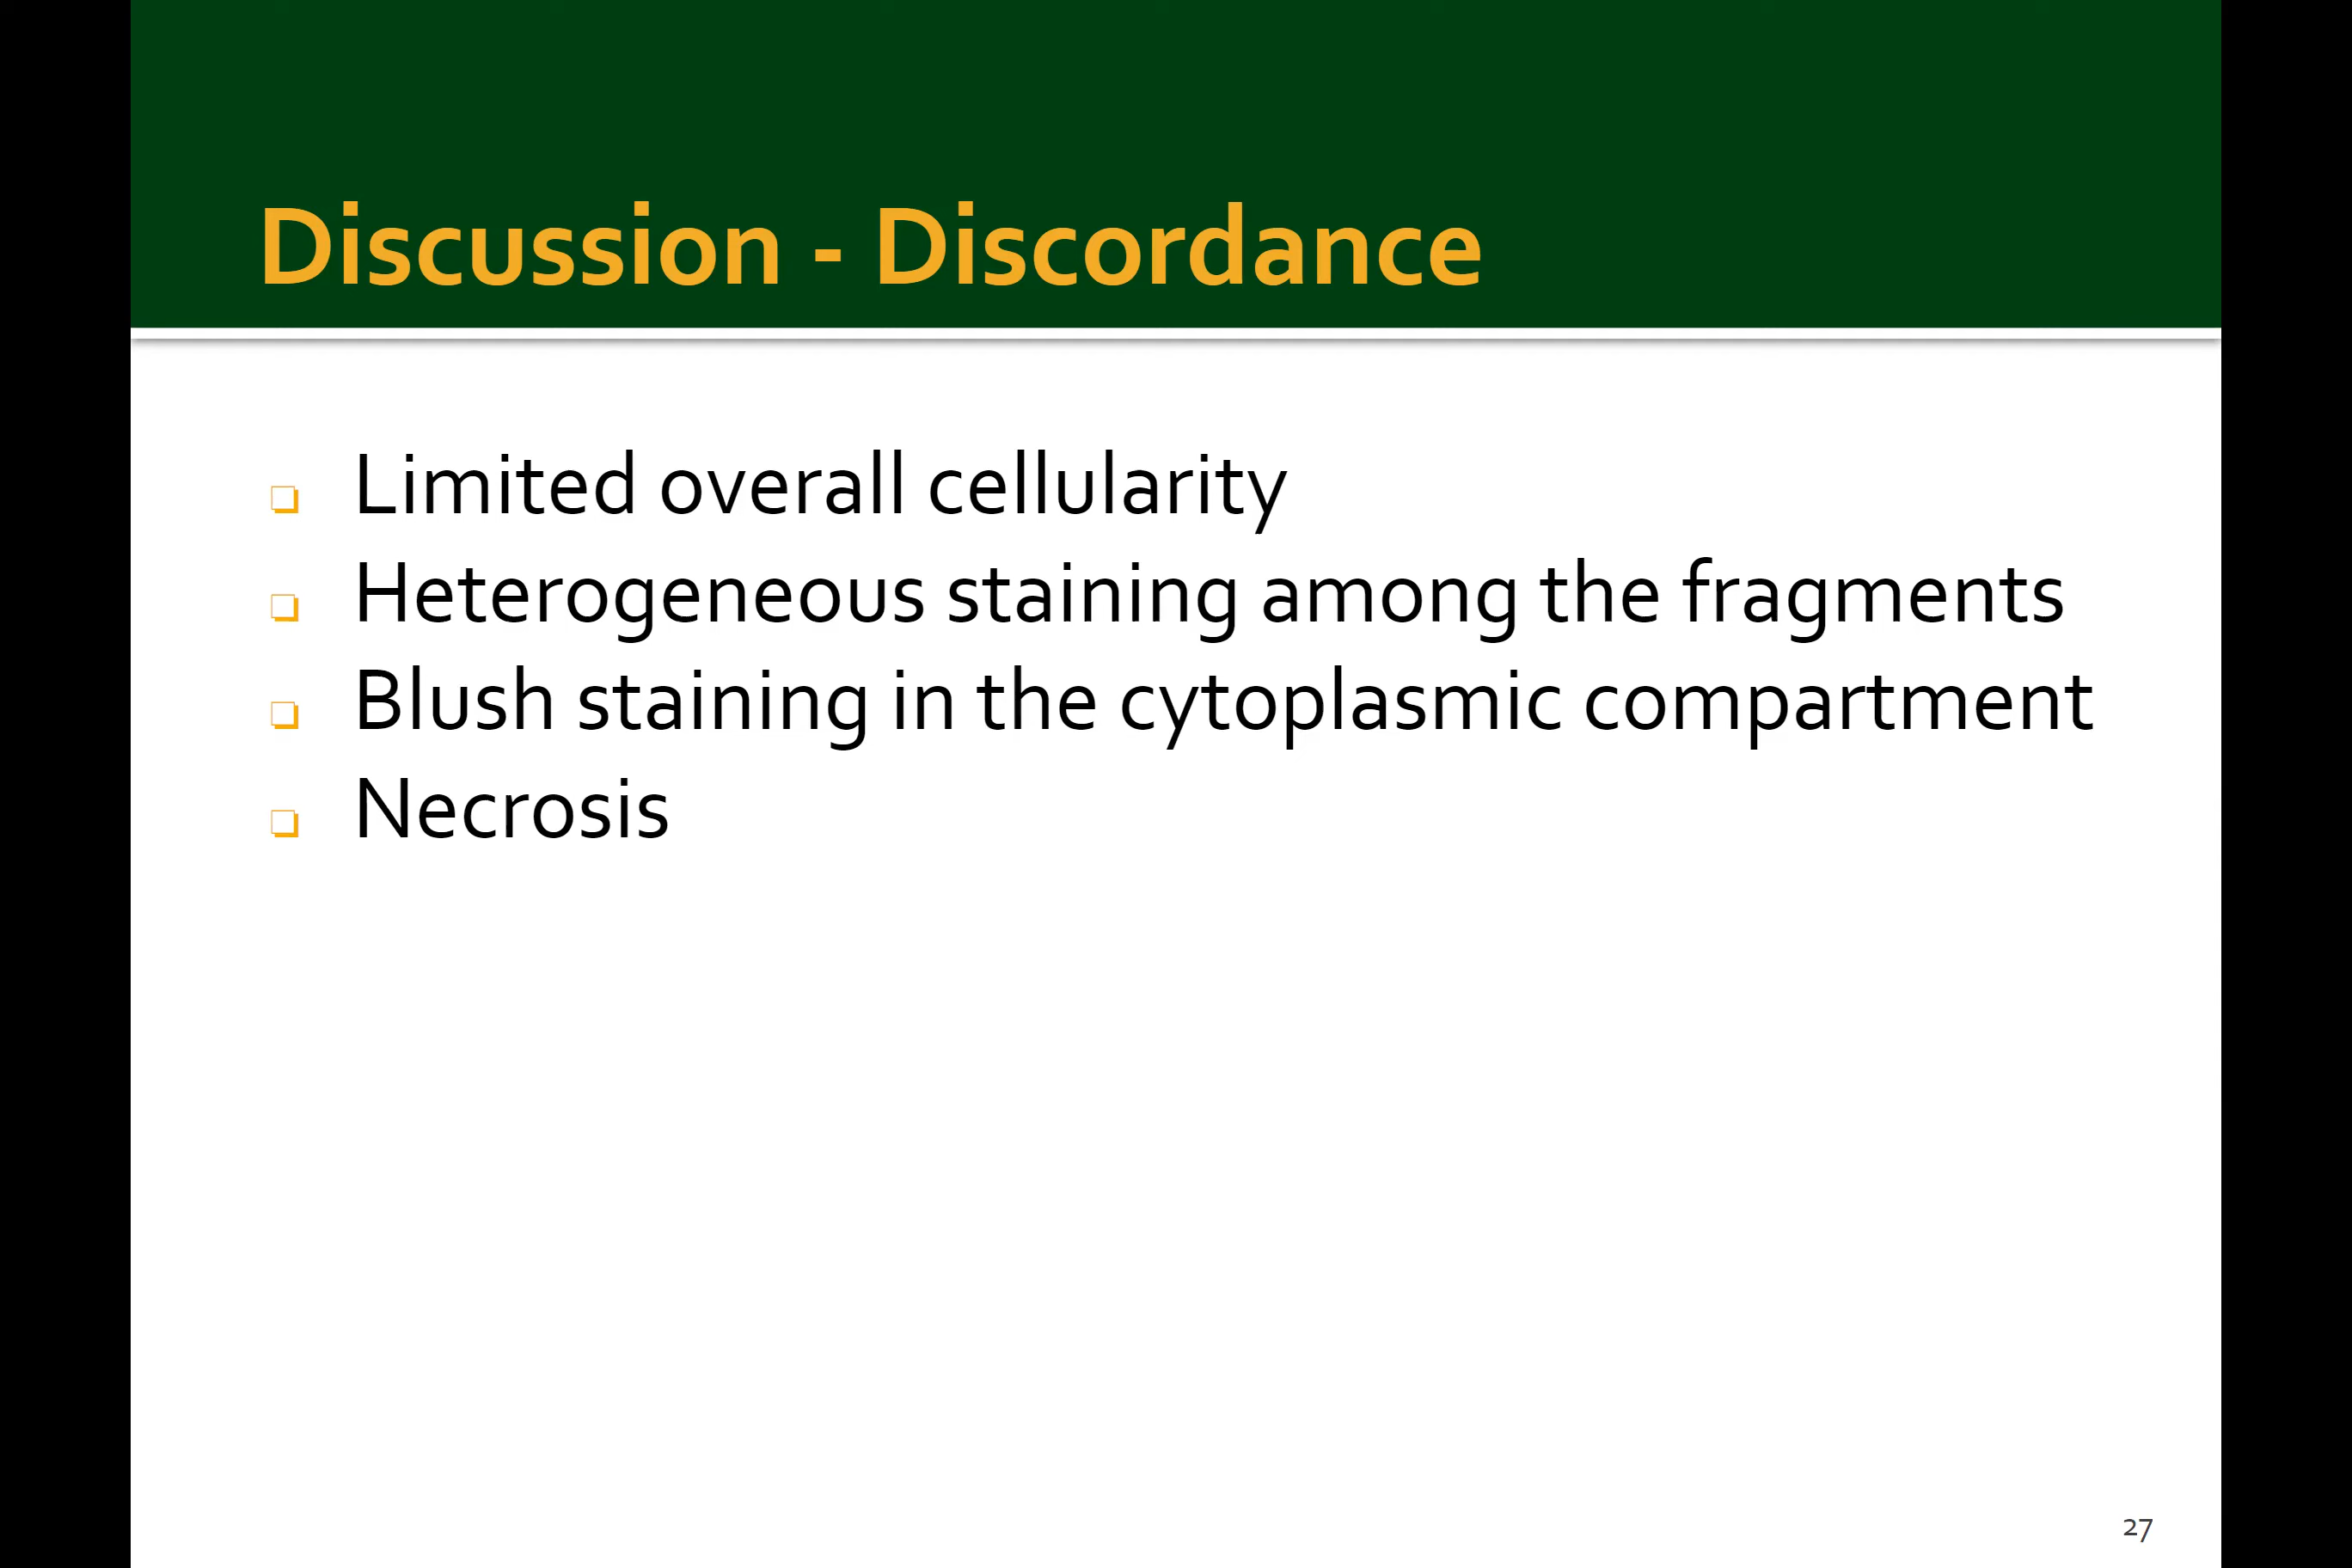 Discussion - Discordance
Limited overall cellularity
Heterogeneous staining among the fragments
Blush staining in the cytoplasmic compartment
Necrosis
27